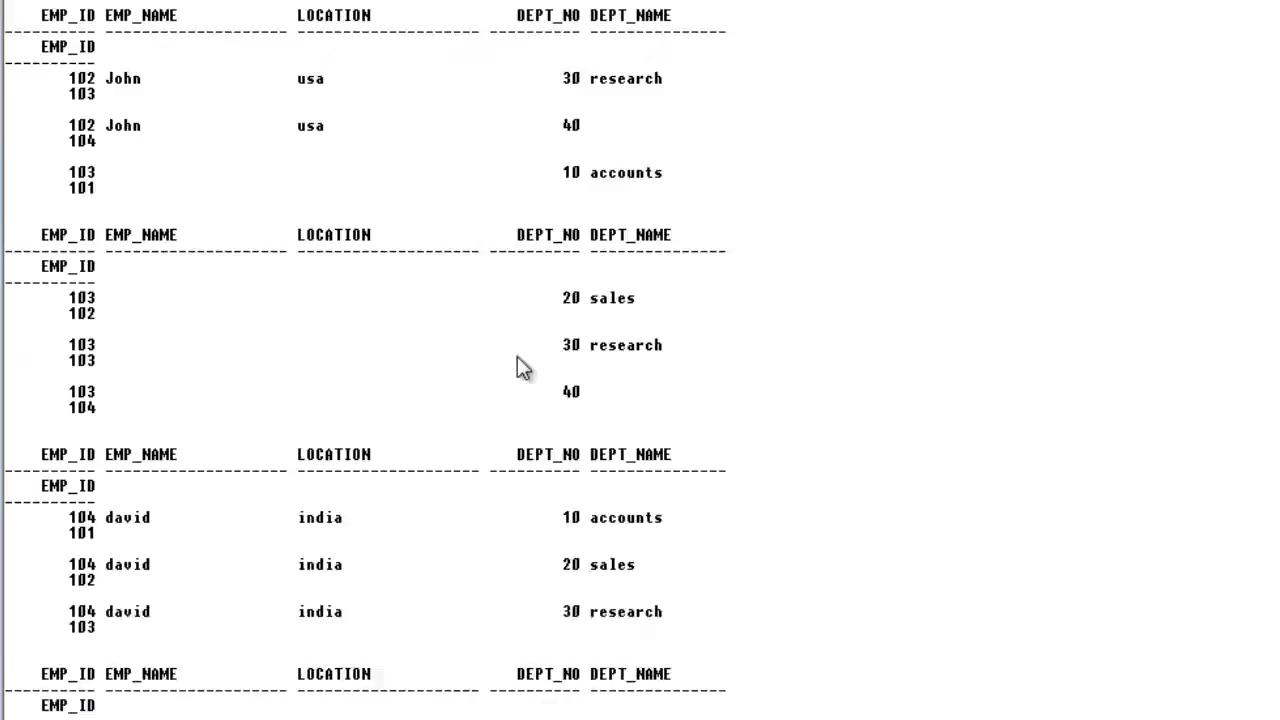 EMP_ID EMP_NAME LOCATION DEPT_NO DEPT_NAME
---------- -------------------- -------------------- ---------- ---------------
EMP_ID
----------
102 John usa 30 research
103
102 John usa 40
104
103 10 accounts
101
EMP_ID EMP_NAME LOCATION DEPT_NO DEPT_NAME
---------- -------------------- -------------------- ---------- ---------------
EMP_ID
----------
103 20 sales
102
103 30 research
103
103 40
104
EMP_ID EMP_NAME LOCATION DEPT_NO DEPT_NAME
---------- -------------------- -------------------- ---------- ---------------
EMP_ID
----------
104 david india 10 accounts
101
104 david india 20 sales
102
104 david india 30 research
103
EMP_ID EMP_NAME LOCATION DEPT_NO DEPT_NAME
---------- -------------------- -------------------- ---------- ---------------
EMP_ID